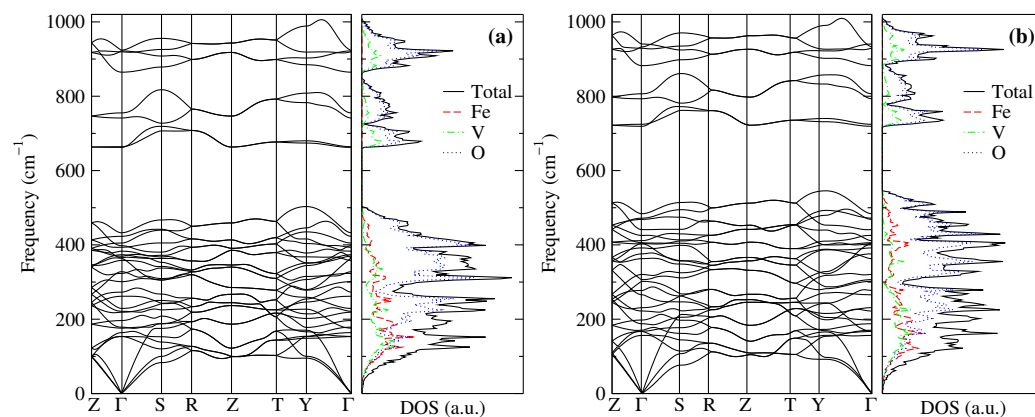 1000
800
600
400
200
0
Frequency (cm⁻¹)
Z Γ S R Z T Y Γ
DOS (a.u.)
(a)
Total
Fe
V
O
1000
800
600
400
200
0
Frequency (cm⁻¹)
Z Γ S R Z T Y Γ
DOS (a.u.)
(b)
Total
Fe
V
O